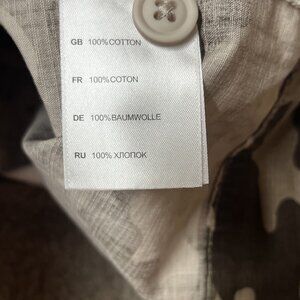 GB 100% COTTON
FR 100% COTON
DE 100% BAUMWOLLE
RU 100% ХЛОПОК